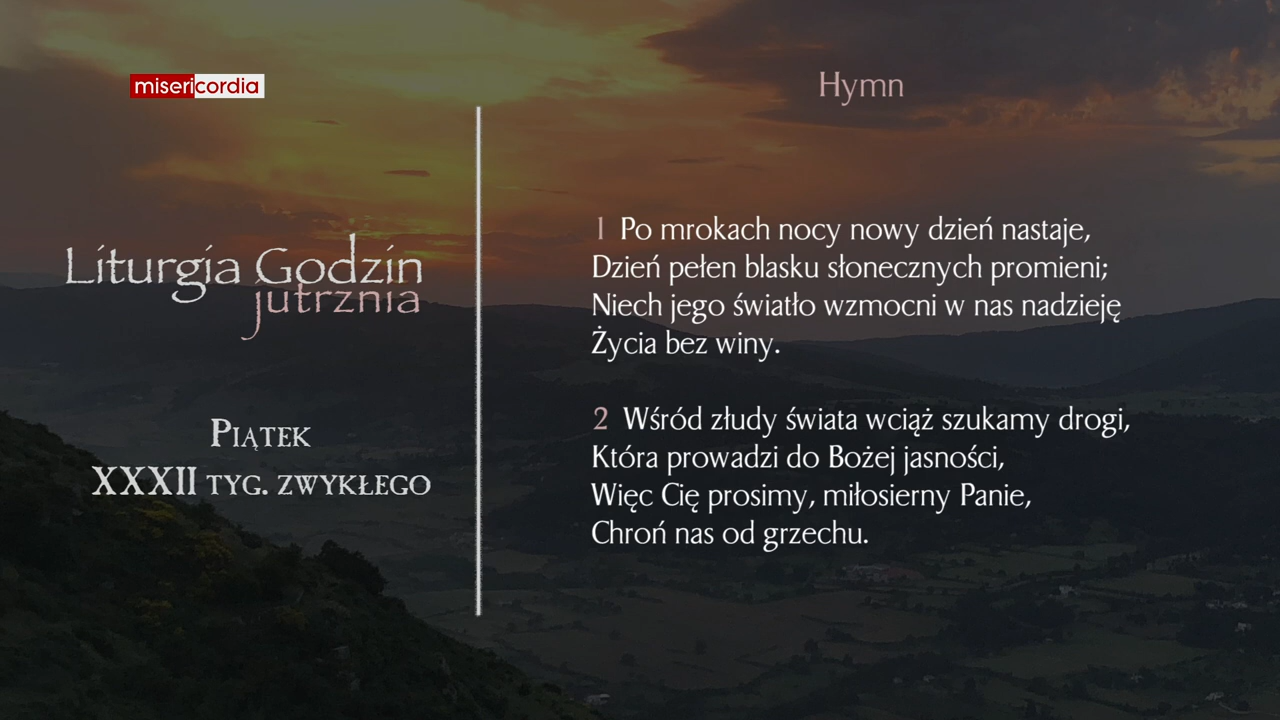 misericordia
Liturgia Godzin
jutrznia
Piątek
XXXII tyg. zwykłego
Hymn
1 Po mrokach nocy nowy dzień nastaje,
Dzień pełen blasku słonecznych promieni;
Niech jego światło wzmocni w nas nadzieję
Życia bez winy.
2 Wśród złudy świata wciąż szukamy drogi,
Która prowadzi do Bożej jasności,
Więc Cię prosimy, miłosierny Panie,
Chroń nas od grzechu.